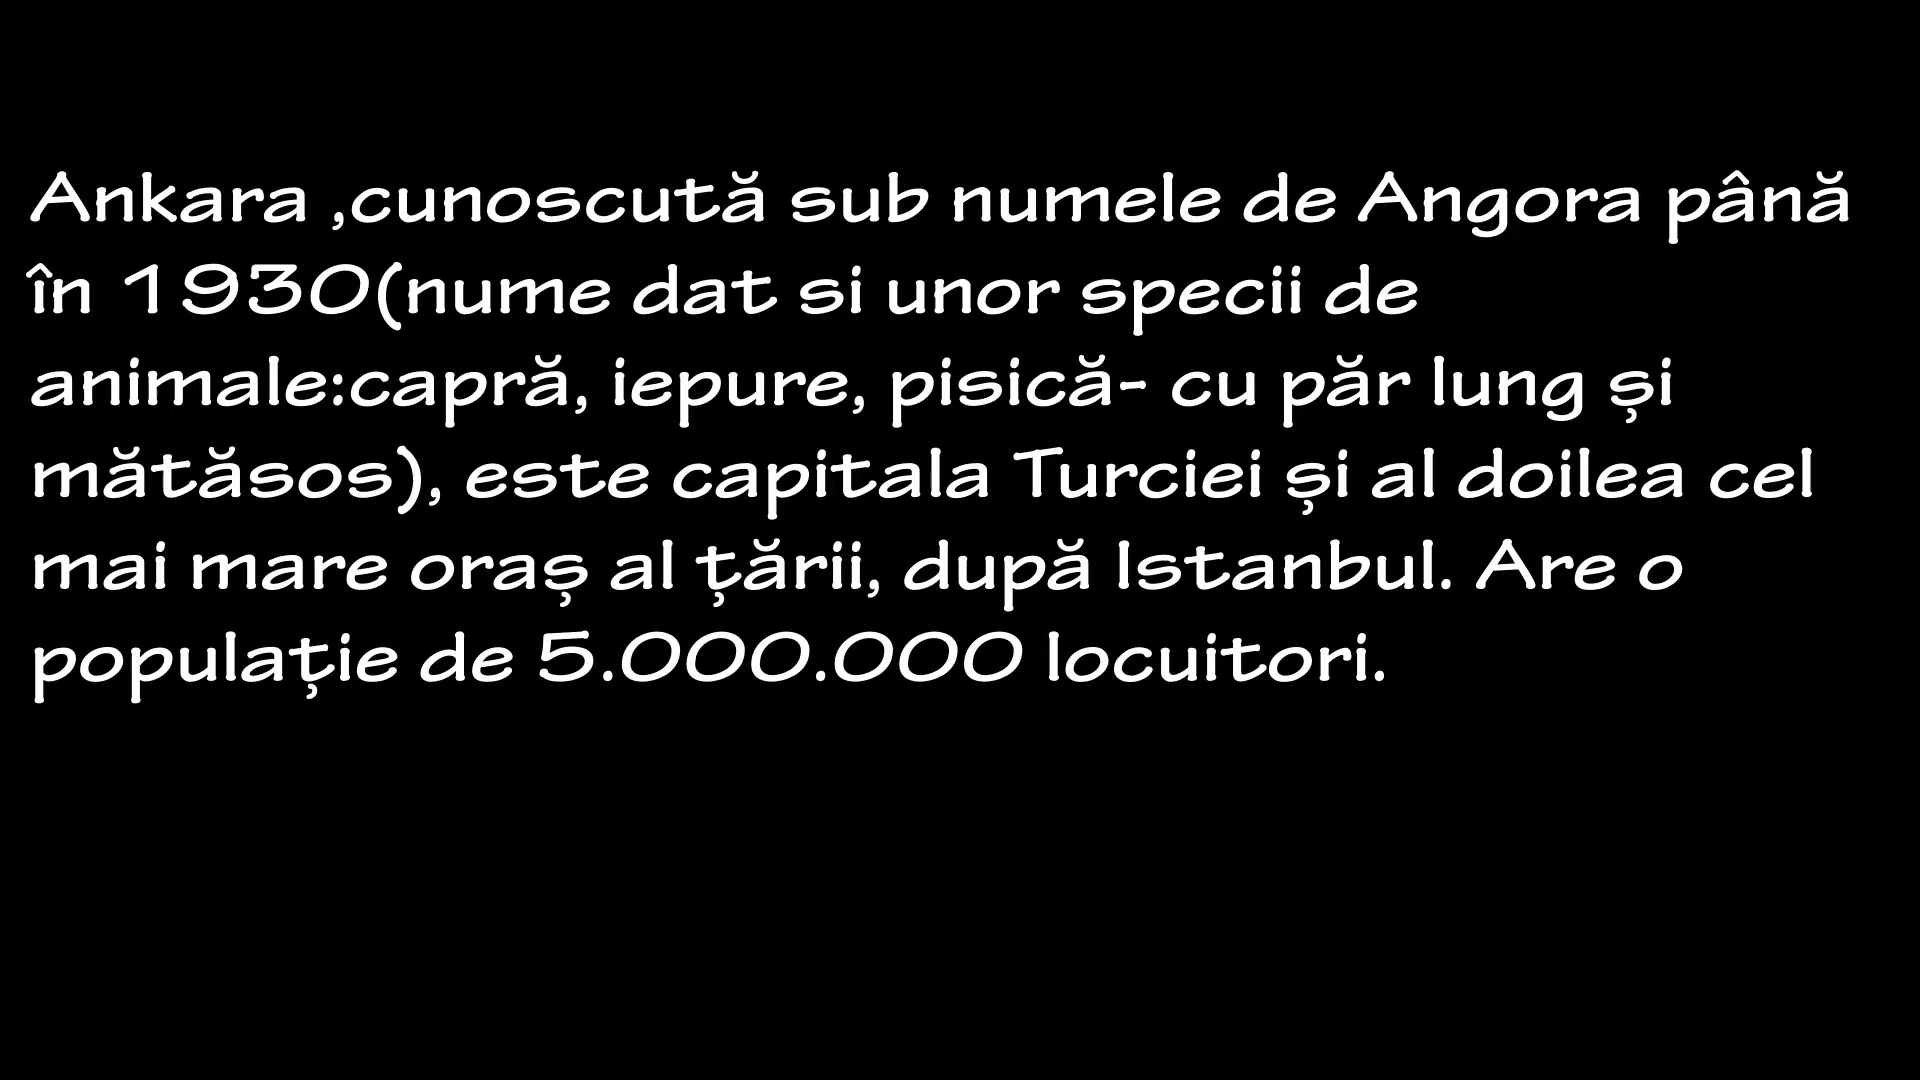 Ankara ,cunoscută sub numele de Angora până
în 1930(nume dat si unor specii de
animale:capră, iepure, pisică- cu păr lung și
mătăsos), este capitala Turciei și al doilea cel
mai mare oraș al țării, după Istanbul. Are o
populație de 5.000.000 locuitori.